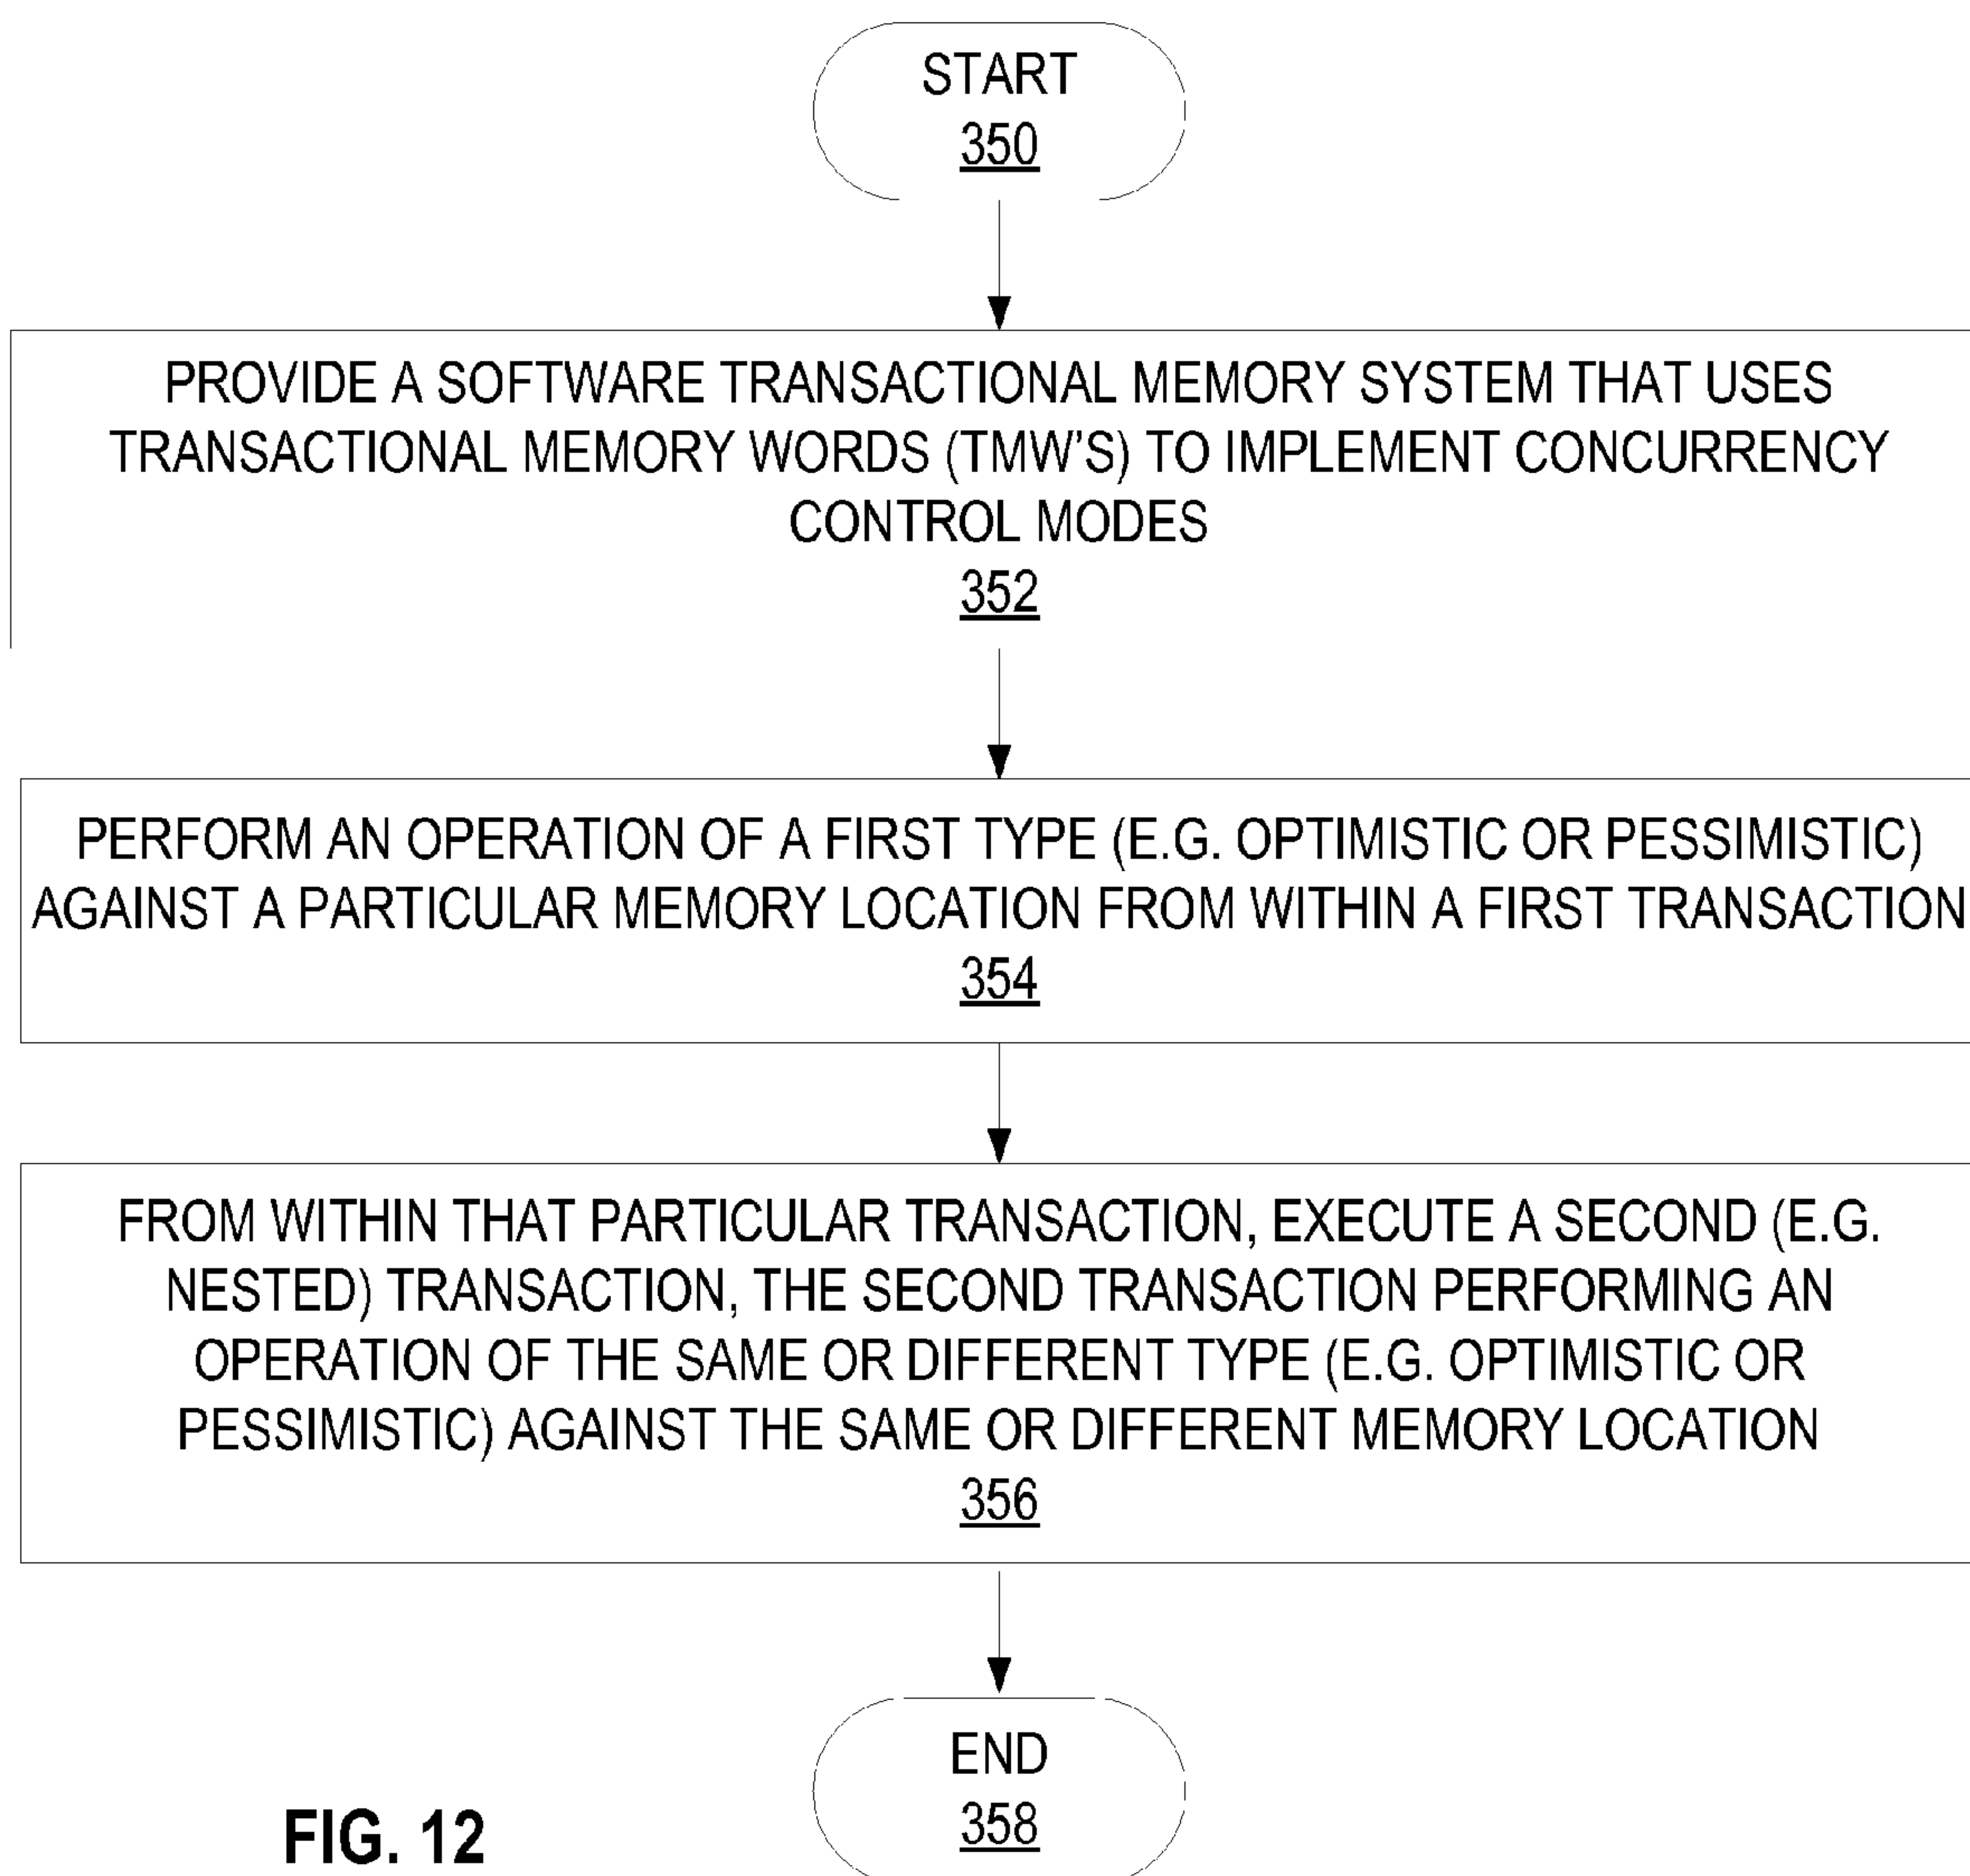 START
350
PROVIDE A SOFTWARE TRANSACTIONAL MEMORY SYSTEM THAT USES
TRANSACTIONAL MEMORY WORDS (TMW'S) TO IMPLEMENT CONCURRENCY
CONTROL MODES
352
PERFORM AN OPERATION OF A FIRST TYPE (E.G. OPTIMISTIC OR PESSIMISTIC)
AGAINST A PARTICULAR MEMORY LOCATION FROM WITHIN A FIRST TRANSACTION
354
FROM WITHIN THAT PARTICULAR TRANSACTION, EXECUTE A SECOND (E.G.
NESTED) TRANSACTION, THE SECOND TRANSACTION PERFORMING AN
OPERATION OF THE SAME OR DIFFERENT TYPE (E.G. OPTIMISTIC OR
PESSIMISTIC) AGAINST THE SAME OR DIFFERENT MEMORY LOCATION
356
END
358
FIG. 12